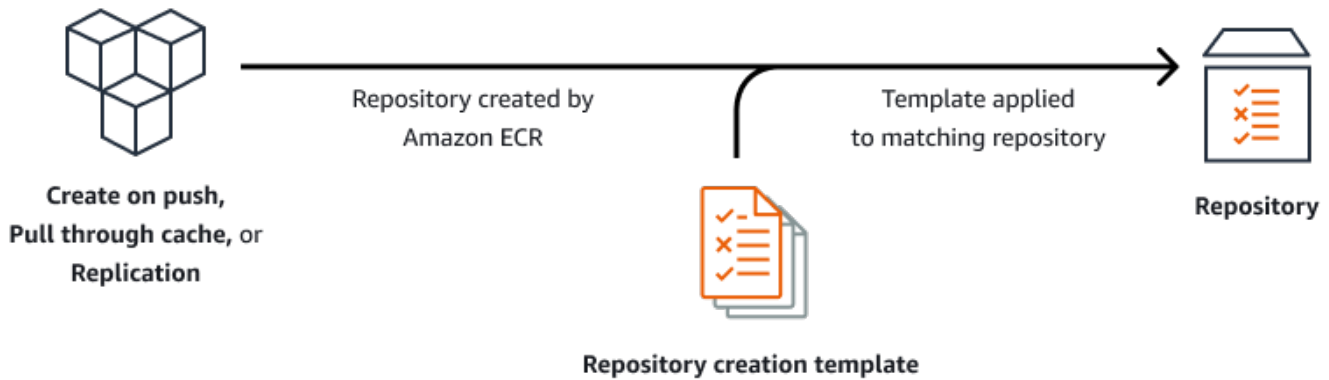 Repository created by
Amazon ECR
Template applied
to matching repository
Create on push,
Pull through cache, or
Replication
Repository
Repository creation template